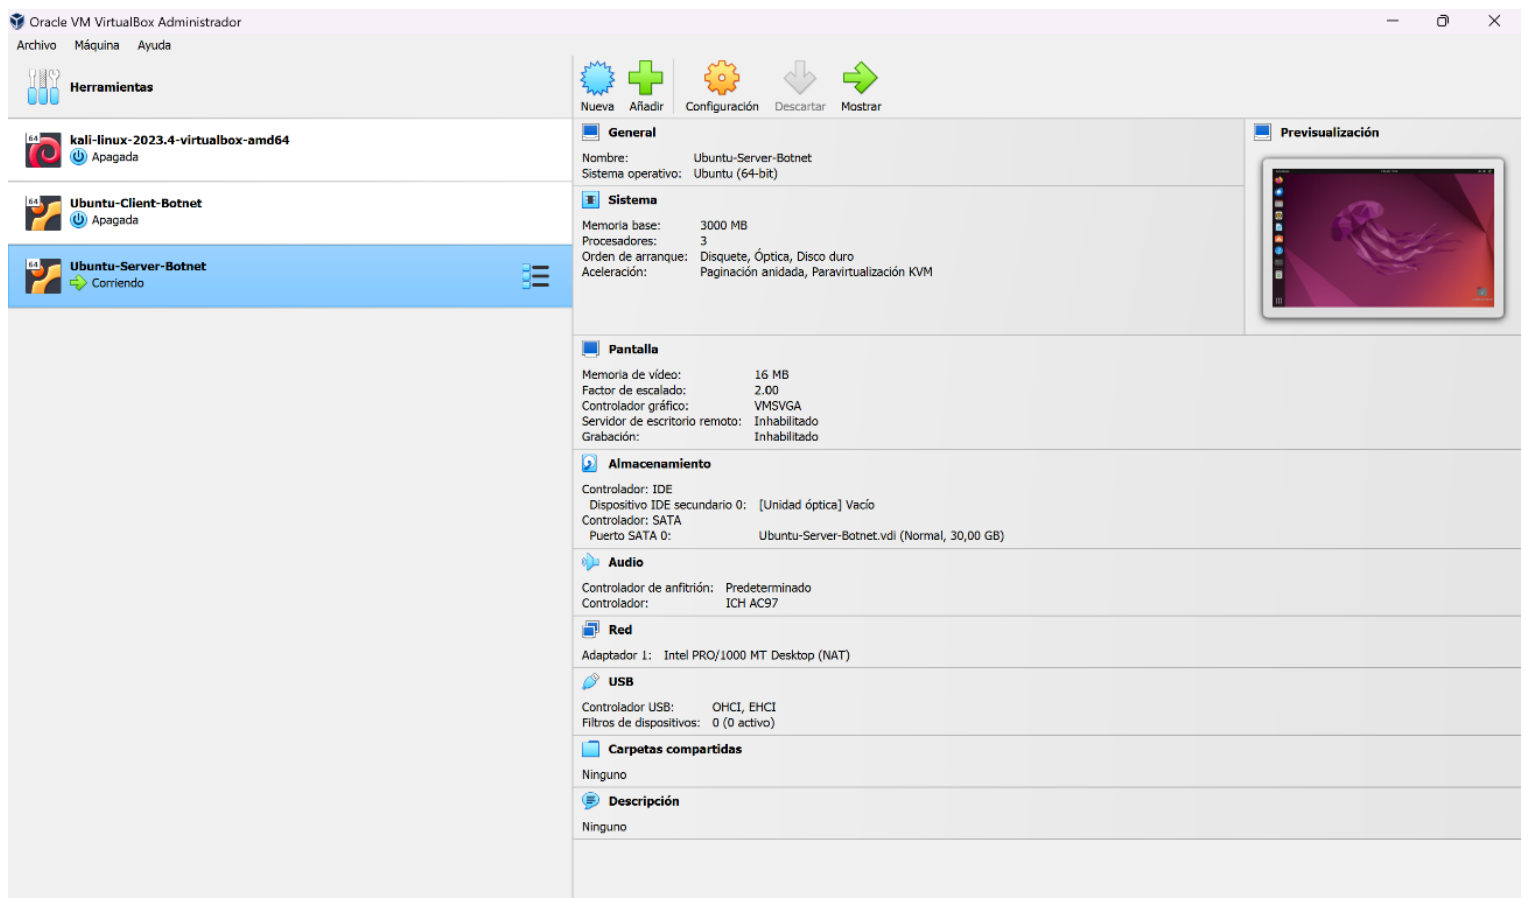 Oracle VM VirtualBox Administrador
Archivo Máquina Ayuda
Herramientas
64 kali-linux-2023.4-virtualbox-amd64
Apagada
64 Ubuntu-Client-Botnet
Apagada
64 Ubuntu-Server-Botnet
Corriendo
Nueva Añadir Configuración Descartar Mostrar
General
Nombre: Ubuntu-Server-Botnet
Sistema operativo: Ubuntu (64-bit)
Previsualización
Sistema
Memoria base: 3000 MB
Procesadores: 3
Orden de arranque: Disquete, Óptica, Disco duro
Aceleración: Paginación anidada, Paravirtualización KVM
Pantalla
Memoria de vídeo: 16 MB
Factor de escalado: 2.00
Controlador gráfico: VMSVGA
Servidor de escritorio remoto: Inhabilitado
Grabación: Inhabilitado
Almacenamiento
Controlador: IDE
Dispositivo IDE secundario 0: [Unidad óptica] Vacío
Controlador: SATA
Puerto SATA 0: Ubuntu-Server-Botnet.vdi (Normal, 30,00 GB)
Audio
Controlador de anfitrión: Predeterminado
Controlador: ICH AC97
Red
Adaptador 1: Intel PRO/1000 MT Desktop (NAT)
USB
Controlador USB: OHCI, EHCI
Filtros de dispositivos: 0 (0 activo)
Carpetas compartidas
Ninguno
Descripción
Ninguno